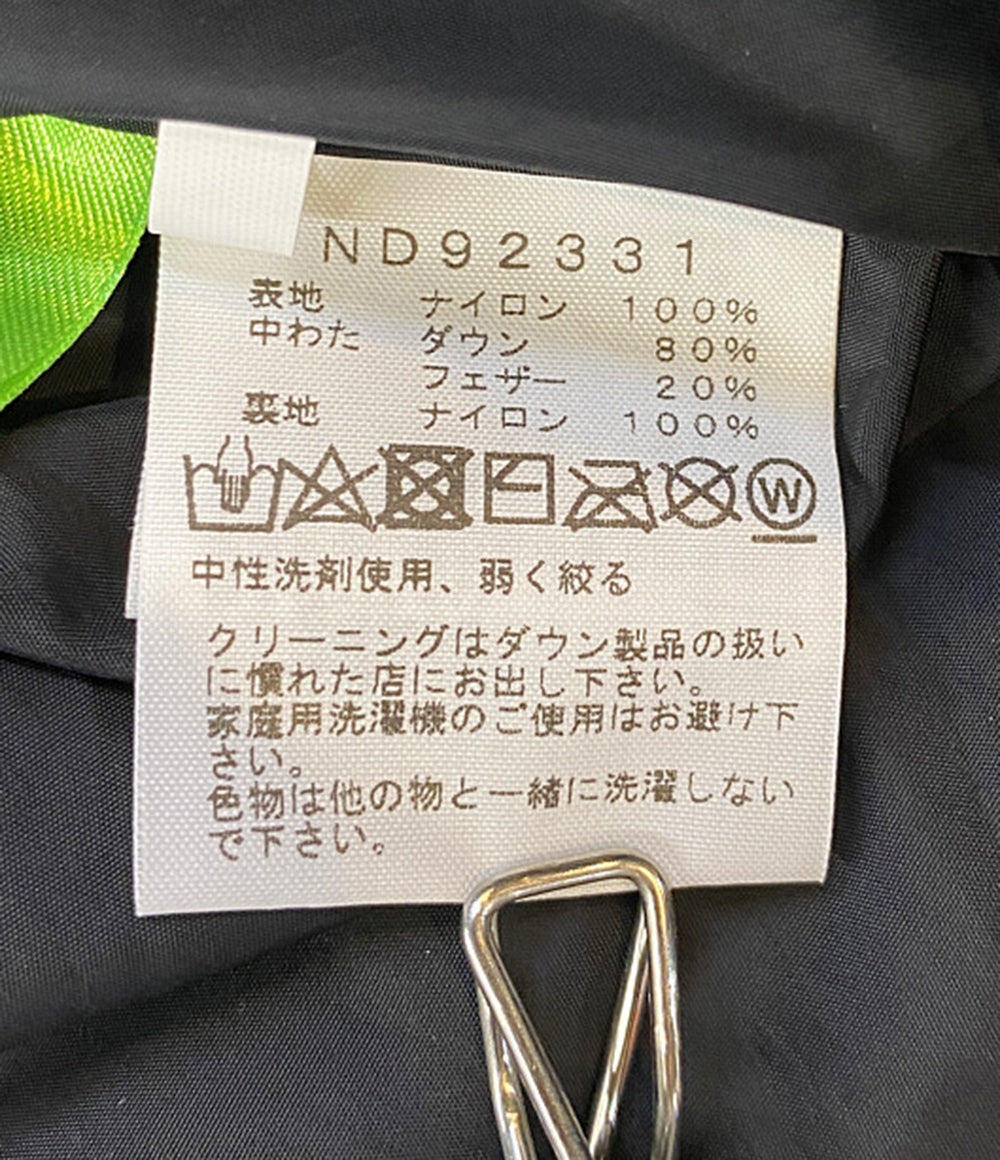 ND92331
表地 ナイロン 100%
中わた ダウン 80%
フェザー 20%
裏地 ナイロン 100%
W
中性洗剤使用、弱く絞る
クリーニングはダウン製品の扱い
に慣れた店にお出し下さい。
家庭用洗濯機のご使用はお避け下
さい。
色物は他の物と一緒に洗濯しない
で下さい。